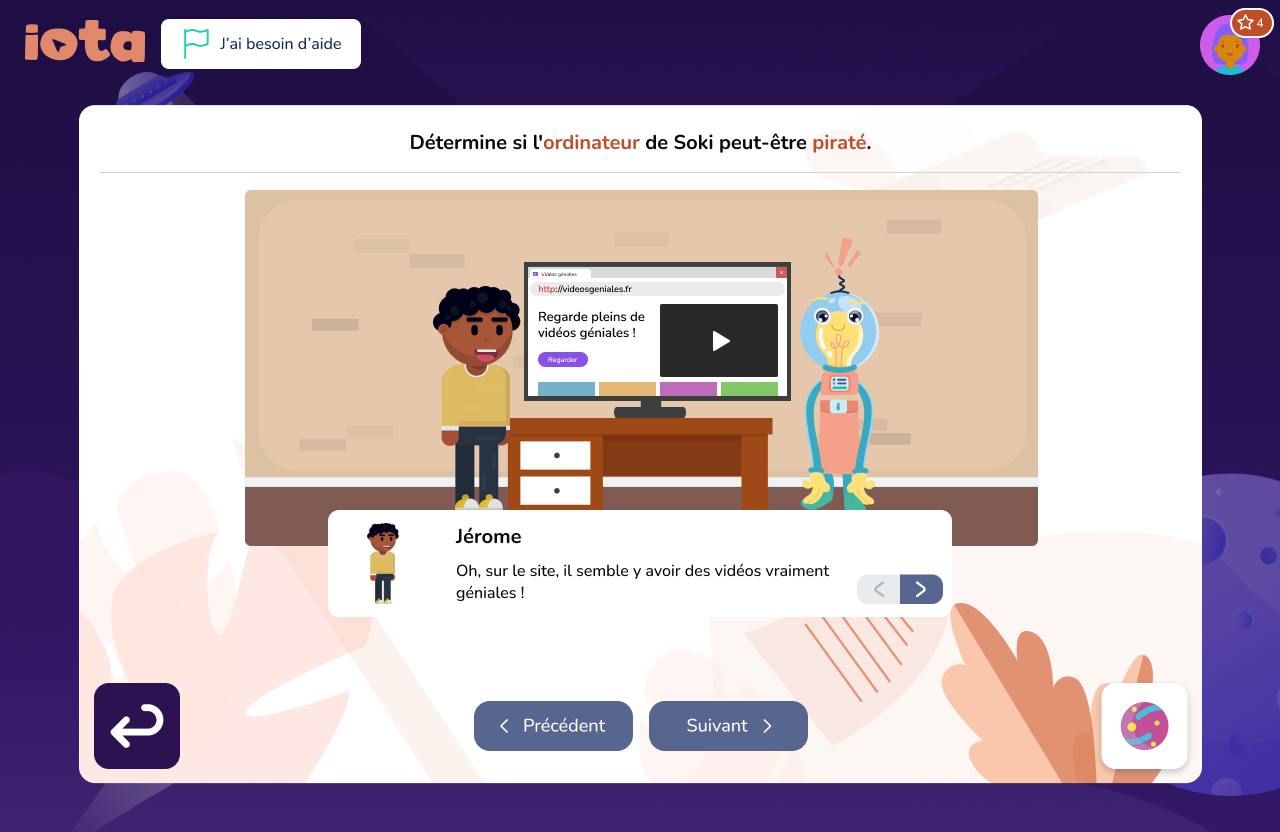 iota
J'ai besoin d'aide
4
Détermine si l'ordinateur de Soki peut-être piraté.
Vidéos géniales
http://videosgeniales.fr
Regarde pleins de
vidéos géniales !
Regarder
Jérome
Oh, sur le site, il semble y avoir des vidéos vraiment
géniales !
Précédent
Suivant